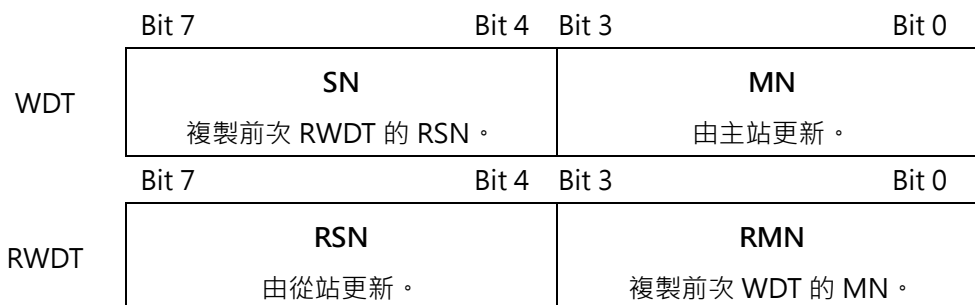 Bit 7 Bit 4 Bit 3 Bit 0
WDT
SN
MN
複製前次 RWDT 的 RSN。
由主站更新。
Bit 7 Bit 4 Bit 3 Bit 0
RWDT
RSN
RMN
由從站更新。
複製前次 WDT 的 MN。